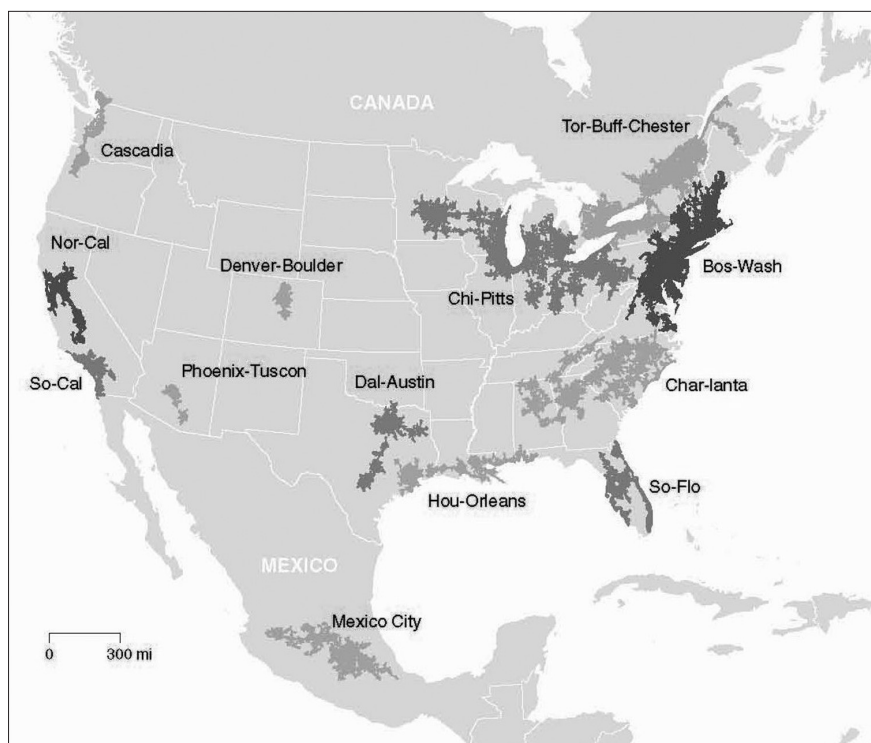 CANADA
Tor-Buff-Chester
Cascadia
Nor-Cal
Denver-Boulder
Bos-Wash
Chi-Pitts
Phoenix-Tuscon
Dal-Austin
So-Cal
Char-lanta
So-Flo
Hou-Orleans
MEXICO
Mexico City
0 300 mi